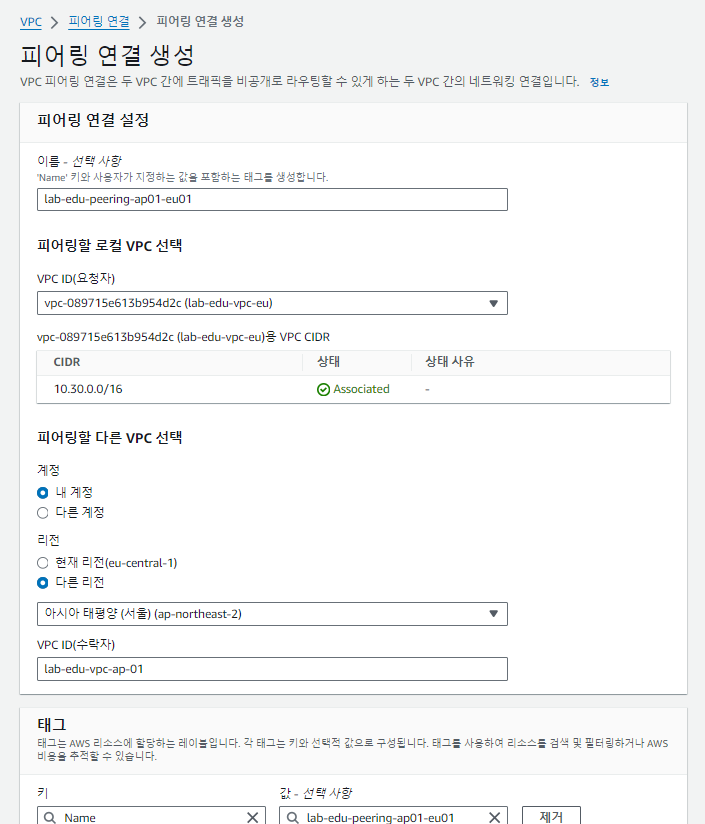 VPC > 피어링 연결 > 피어링 연결 생성
피어링 연결 생성
VPC 피어링 연결은 두 VPC 간에 트래픽을 비공개로 라우팅할 수 있게 하는 두 VPC 간의 네트워킹 연결입니다. 정보
피어링 연결 설정
이름 - 선택 사항
'Name' 키와 사용자가 지정하는 값을 포함하는 태그를 생성합니다.
lab-edu-peering-ap01-eu01
피어링할 로컬 VPC 선택
VPC ID(요청자)
vpc-089715e613b954d2c (lab-edu-vpc-eu)
vpc-089715e613b954d2c (lab-edu-vpc-eu)용 VPC CIDR
CIDR 상태 상태 사유
10.30.0.0/16 Associated -
피어링할 다른 VPC 선택
계정
내 계정
다른 계정
리전
현재 리전(eu-central-1)
다른 리전
아시아 태평양 (서울) (ap-northeast-2)
VPC ID(수락자)
lab-edu-vpc-ap-01
태그
태그는 AWS 리소스에 할당하는 레이블입니다. 각 태그는 키와 선택적 값으로 구성됩니다. 태그를 사용하여 리소스를 검색 및 필터링하거나 AWS
비용을 추적할 수 있습니다.
키 값 - 선택 사항
Name lab-edu-peering-ap01-eu01 제거